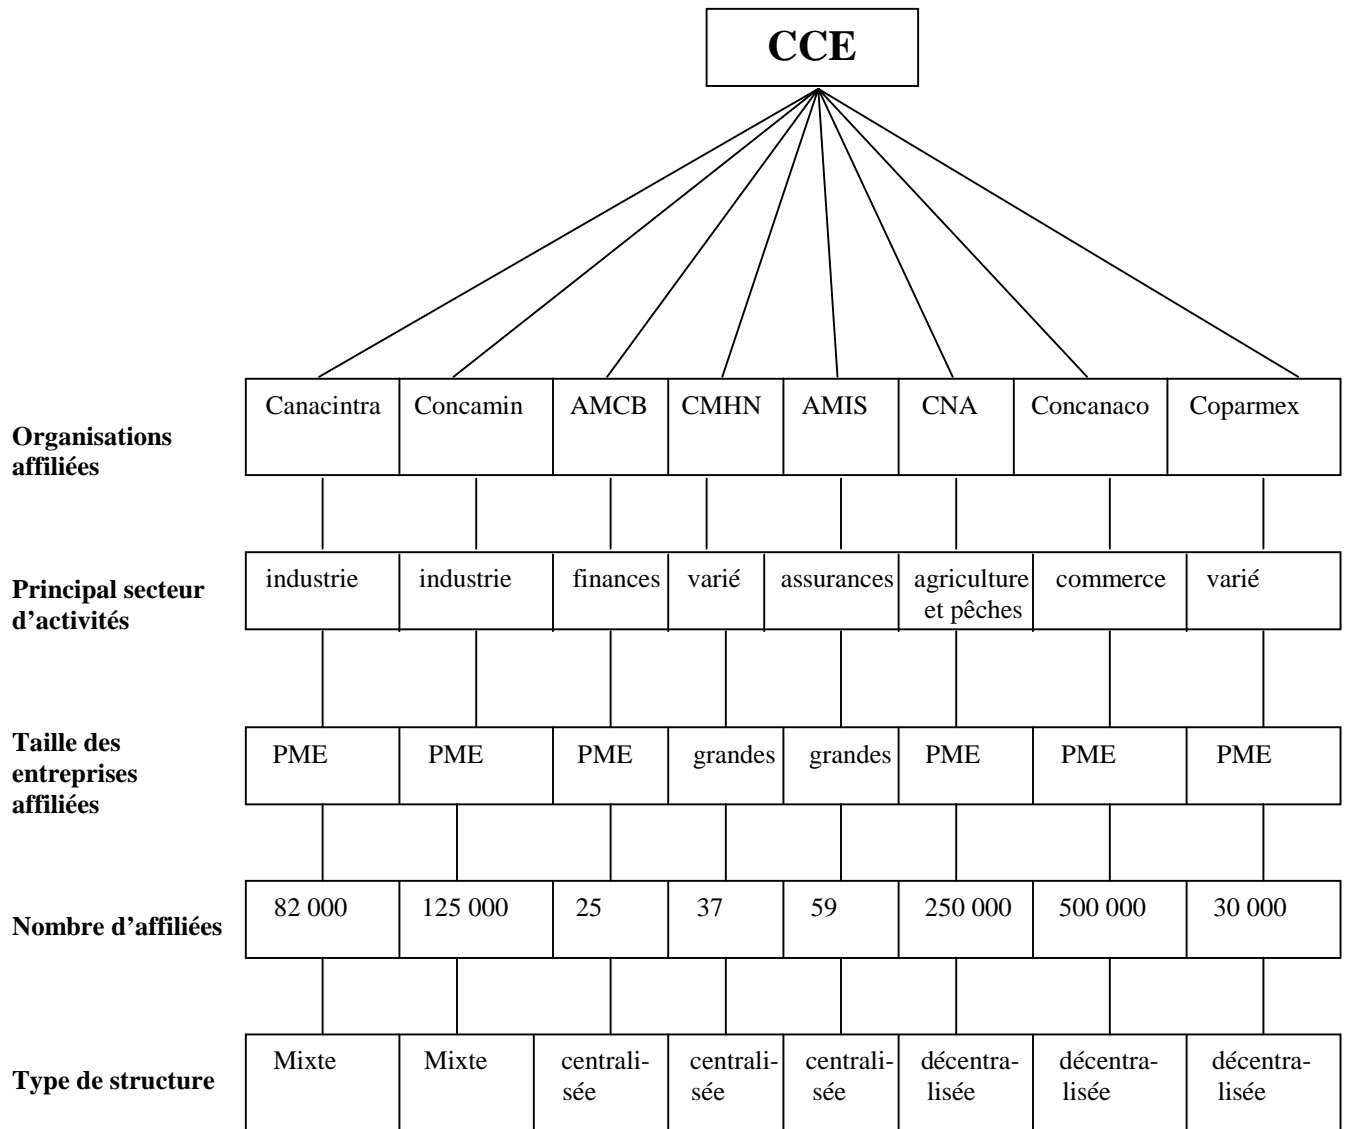 CCE
Canacintra Concamin AMCB CMHN AMIS CNA Concanaco Coparmex
Organisations
affiliées
industrie industrie finances varié assurances agriculture commerce varié
et pêches
Principal secteur
d’activités
Taille des
entreprises
affiliées
PME PME PME grandes grandes PME PME PME
82 000 125 000 25 37 59 250 000 500 000 30 000
Nombre d’affiliées
Mixte Mixte centrali- centrali- centrali- décentra- décentra- décentra-
sée sée sée lisée lisée lisée
Type de structure